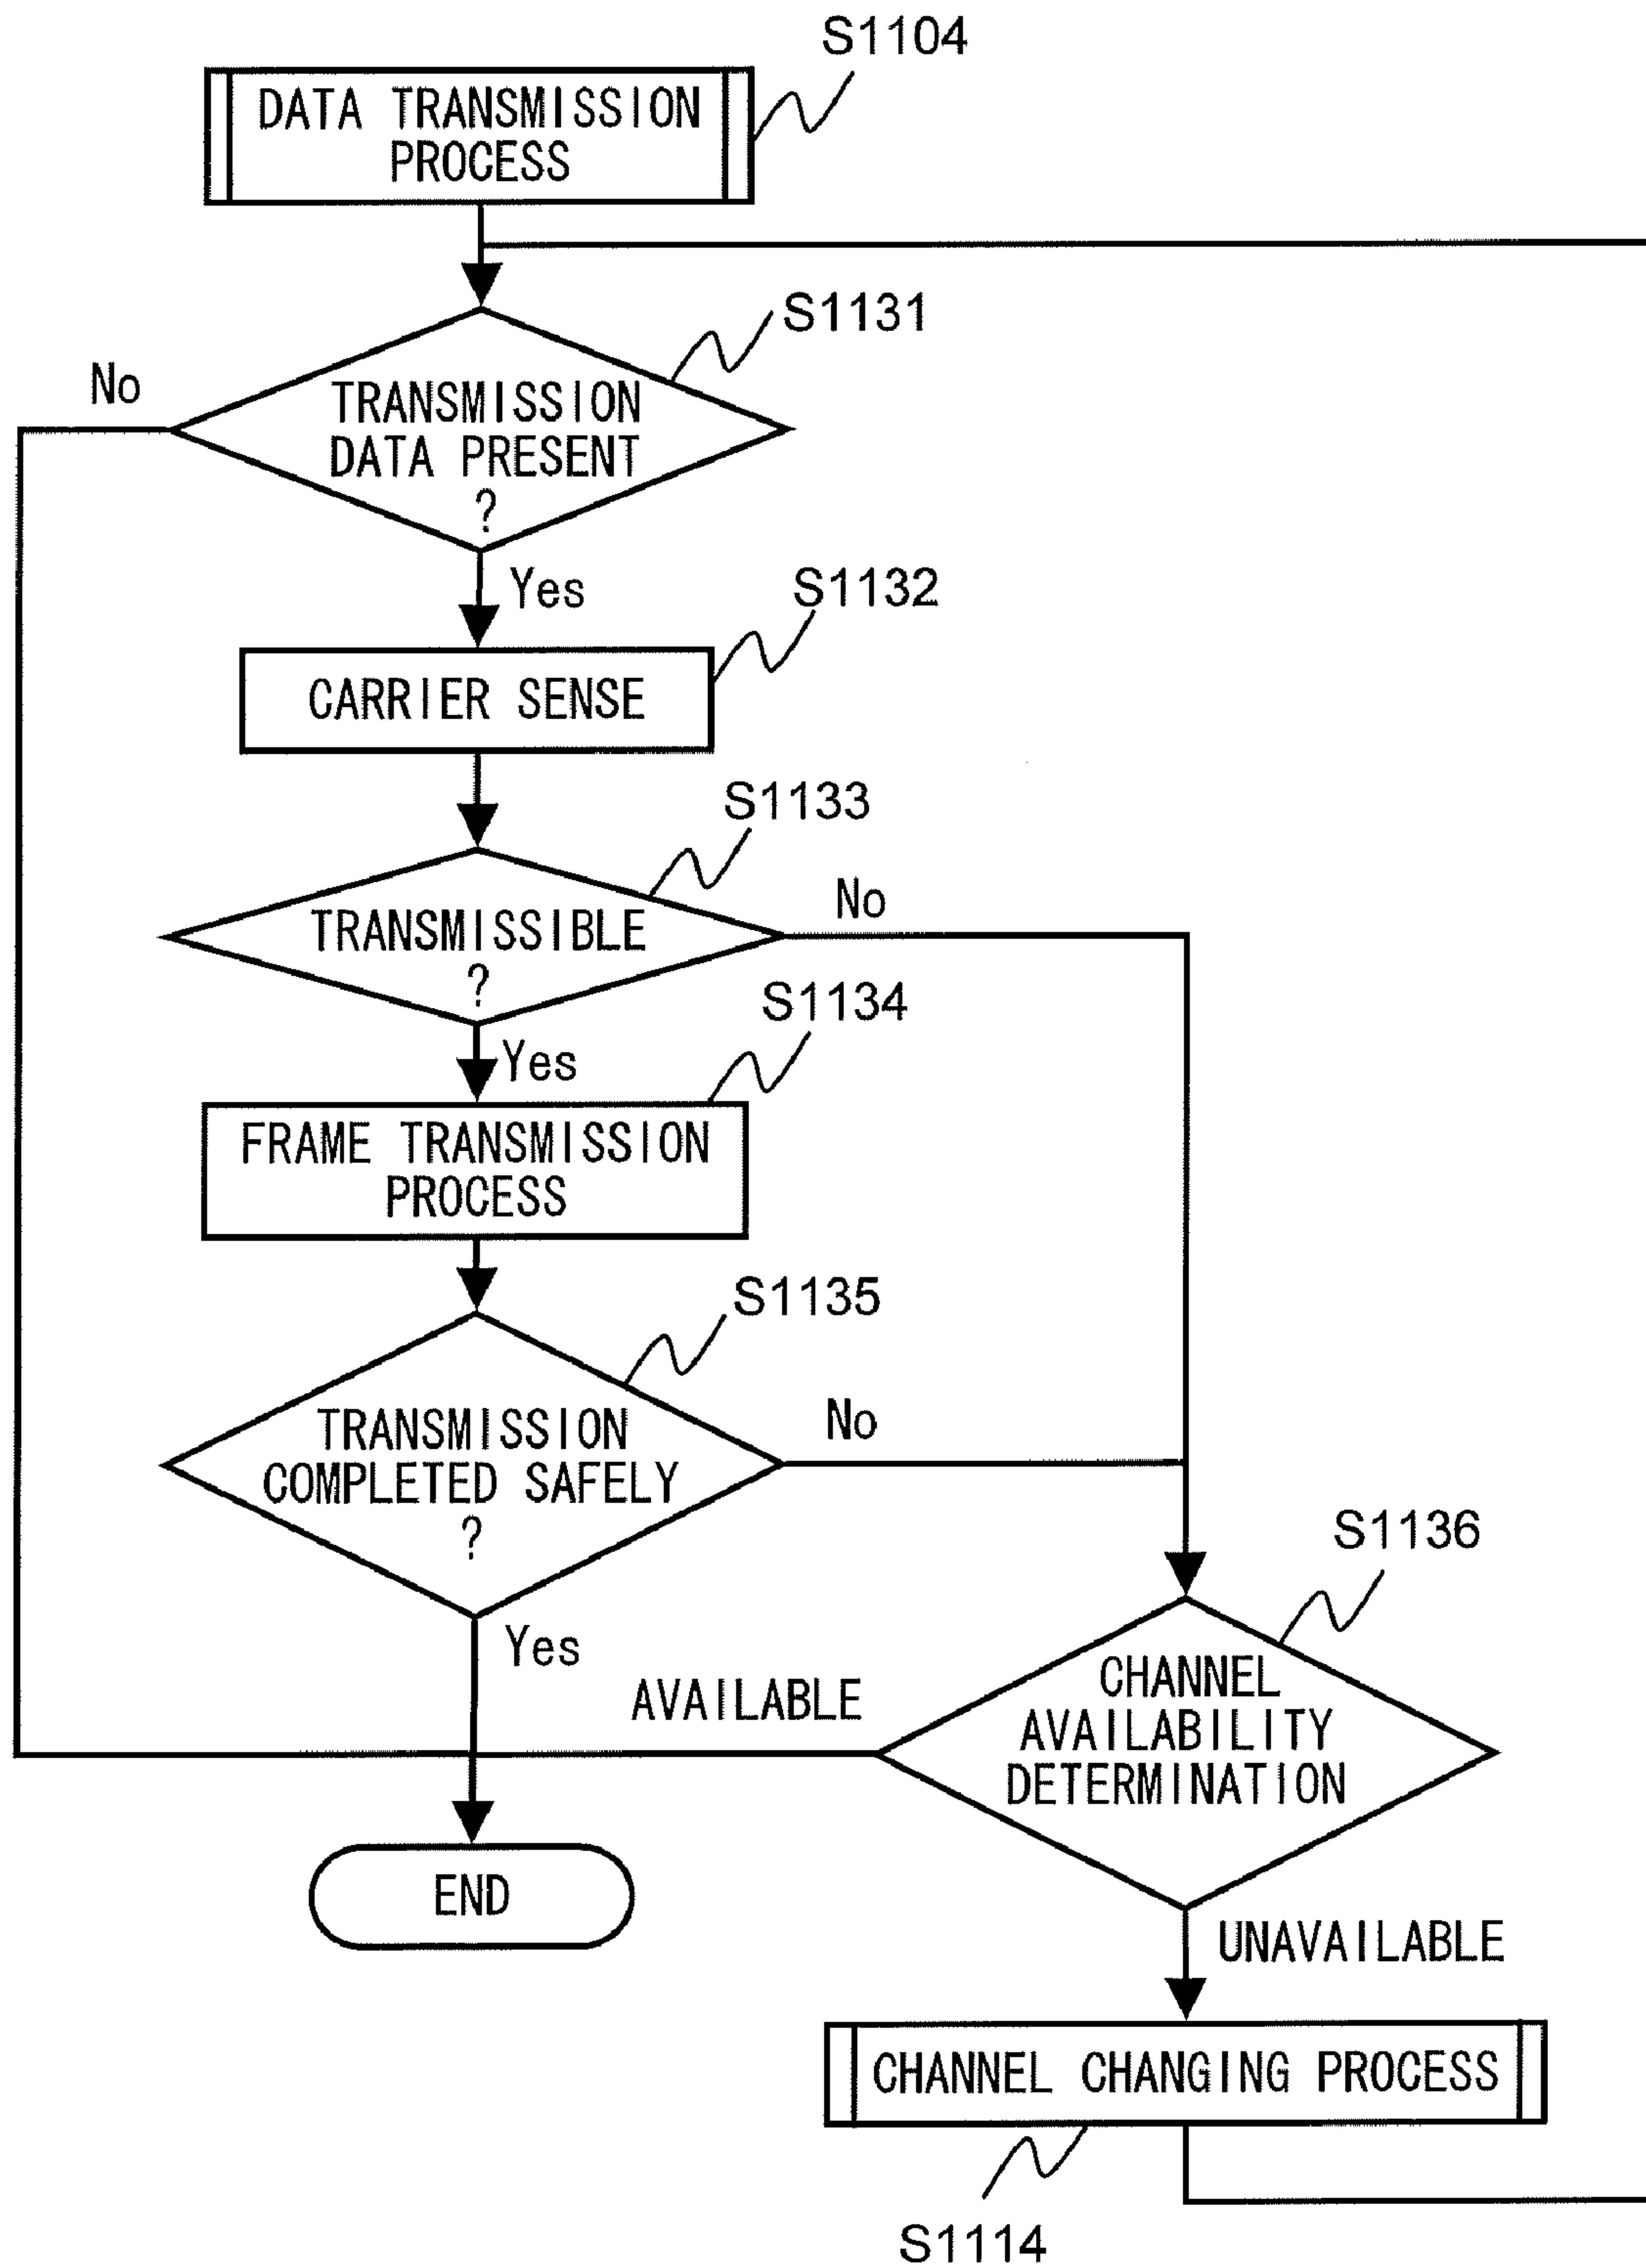 S1104
DATA TRANSMISSION
PROCESS
S1131
No
TRANSMISSION
DATA PRESENT
?
Yes
S1132
CARRIER SENSE
S1133
No
TRANSMISSIBLE
?
S1134
Yes
FRAME TRANSMISSION
PROCESS
S1135
No
TRANSMISSION
COMPLETED SAFELY
?
S1136
Yes
AVAILABLE
CHANNEL
AVAILABILITY
DETERMINATION
END
UNAVAILABLE
CHANNEL CHANGING PROCESS
S1114